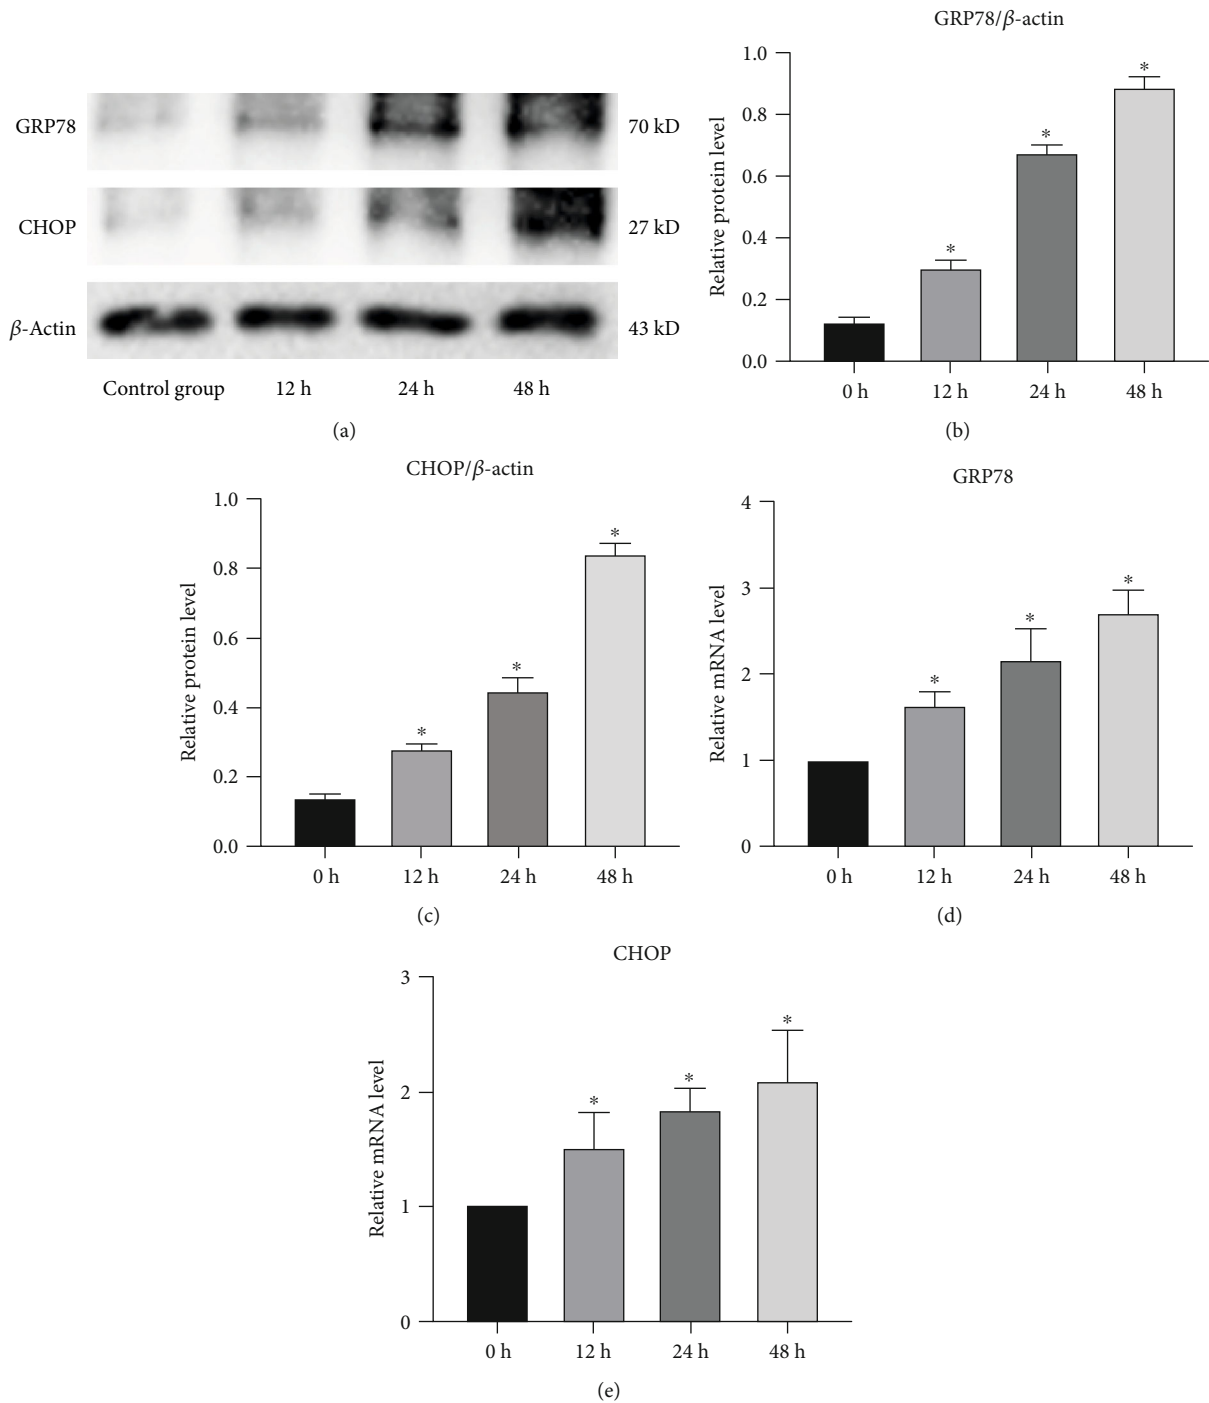 GRP78 70 kD
CHOP 27 kD
β-Actin 43 kD
Control group 12 h 24 h 48 h
(a)
GRP78/β-actin
Relative protein level
1.0
0.8
0.6
0.4
0.2
0.0
* * *
0 h 12 h 24 h 48 h
(b)
CHOP/β-actin
Relative protein level
1.0
0.8
0.6
0.4
0.2
0.0
* * *
0 h 12 h 24 h 48 h
(c)
GRP78
Relative mRNA level
4
3
2
1
0
* * *
0 h 12 h 24 h 48 h
(d)
CHOP
Relative mRNA level
3
2
1
0
* * *
0 h 12 h 24 h 48 h
(e)